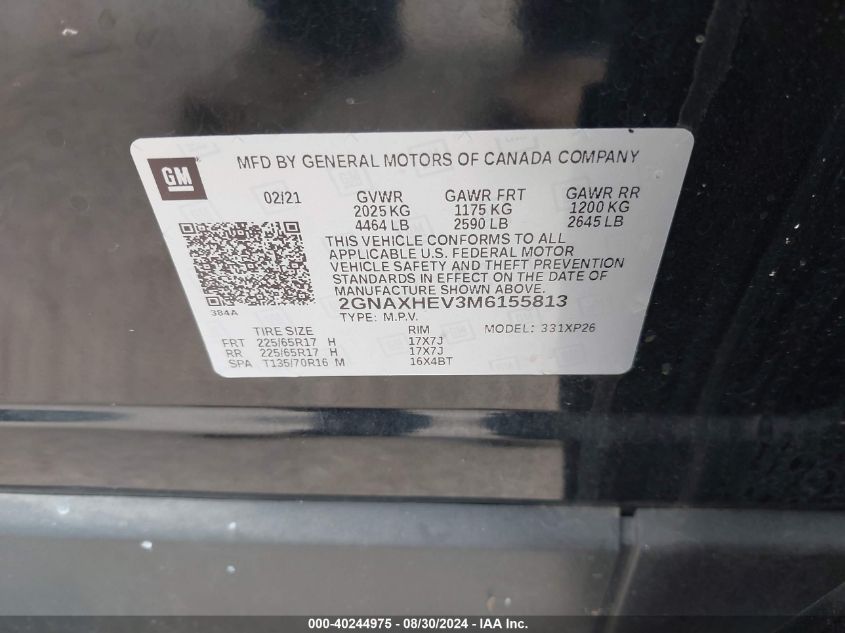 GM
MFD BY GENERAL MOTORS OF CANADA COMPANY
02/21 GVWR GAWR FRT GAWR RR
2025 KG 1175 KG 1200 KG
4464 LB 2590 LB 2645 LB
THIS VEHICLE CONFORMS TO ALL
APPLICABLE U.S. FEDERAL MOTOR
VEHICLE SAFETY AND THEFT PREVENTION
STANDARDS IN EFFECT ON THE DATE OF
MANUFACTURE SHOWN ABOVE.
2GNAXHEV3M6155813
384A
TYPE: M.P.V.
TIRE SIZE RIM MODEL: 331XP26
FRT 225/65R17 H 17X7J
RR 225/65R17 H 17X7J
SPA T135/70R16 M 16X4BT
000-40244975 - 08/30/2024 - IAA Inc.